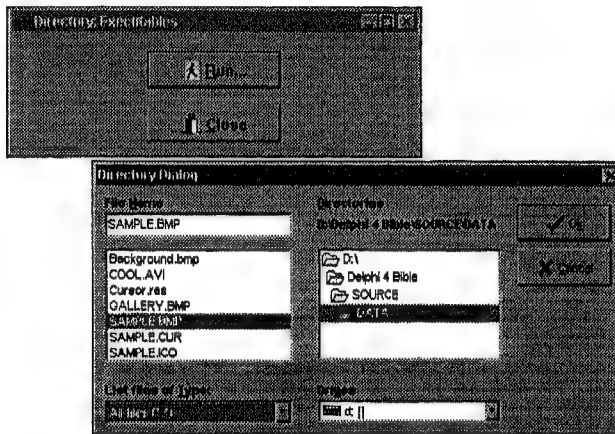 Directory Executables
Run...
Close
Directory Dialog
File Name
SAMPLE.BMP
Background.bmp
COOL.AVI
Cursor.res
GALLERY.BMP
SAMPLE.BMP
SAMPLE.CUR
SAMPLE.ICO
List files of Type:
All files (*.*)
Directories
D:\Delphi 4 Bible\SOURCE\DATA
D:\
Delphi 4 Bible
SOURCE
DATA
Drives
d: []
Ok
Cancel